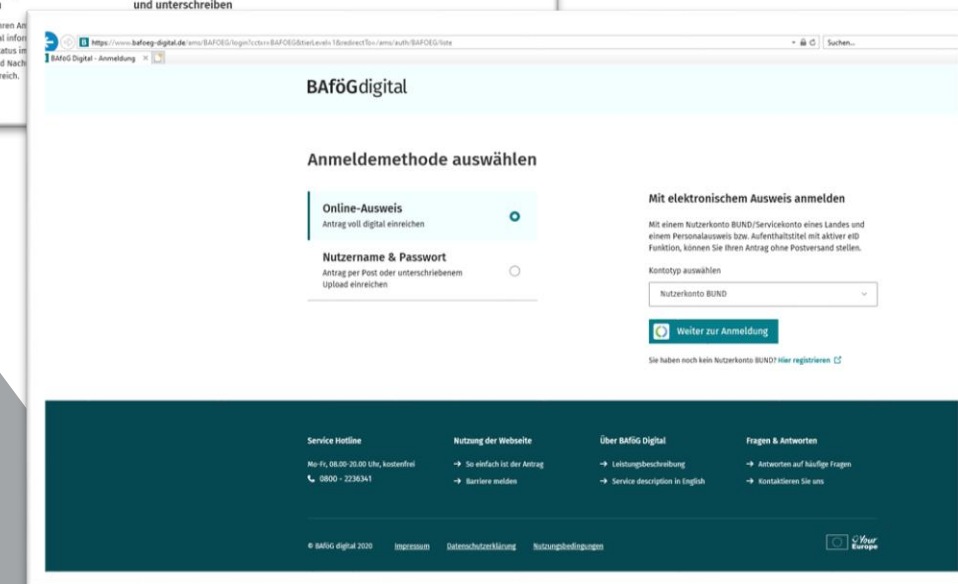 und unterschreiben
https://www.bafoeg-digital.de/ams/BAFOEG/login?ccts=BAFOEG&tierLevel=1&redirectTo=/ams/auth/BAFOEG/liste
Suchen...
BAföG Digital - Anmeldung
BAföGdigital
Anmeldemethode auswählen
Online-Ausweis
Antrag voll digital einreichen
Nutzername & Passwort
Antrag per Post oder unterschriebenem
Upload einreichen
Mit elektronischem Ausweis anmelden
Mit einem Nutzerkonto BUND/Servicekonto eines Landes und
einem Personalausweis bzw. Aufenthaltstitel mit aktiver eID
Funktion, können Sie Ihren Antrag ohne Postversand stellen.
Kontotyp auswählen
Nutzerkonto BUND
Weiter zur Anmeldung
Sie haben noch kein Nutzerkonto BUND? Hier registrieren
Service Hotline
Mo-Fr, 08.00-20.00 Uhr, kostenfrei
0800 - 2236341
Nutzung der Webseite
→ So einfach ist der Antrag
→ Barriere melden
Über BAföG Digital
→ Leistungsbeschreibung
→ Service description in English
Fragen & Antworten
→ Antworten auf häufige Fragen
→ Kontaktieren Sie uns
© BAföG digital 2020 Impressum Datenschutzerklärung Nutzungsbedingungen
Your
Europe